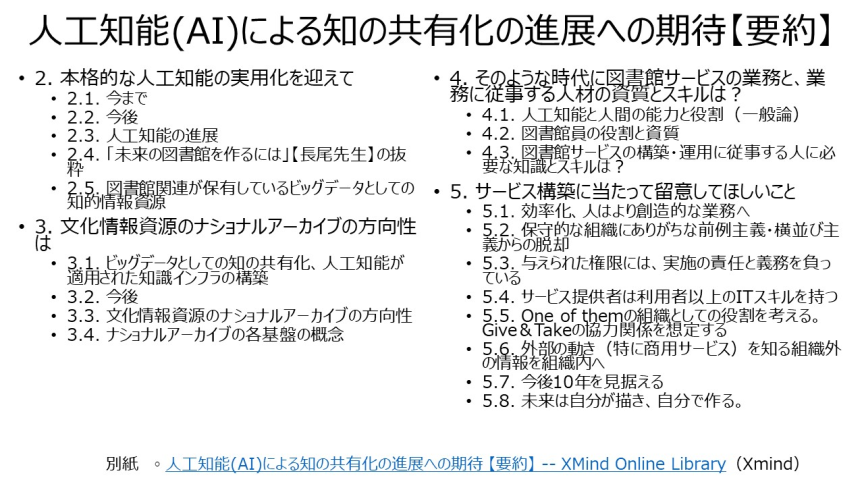 人工知能(AI)による知の共有化の進展への期待【要約】
• 2. 本格的な人工知能の実用化を迎えて
• 2.1. 今まで
• 2.2. 今後
• 2.3. 人工知能の進展
• 2.4. 「未来の図書館を作るには」【長尾先生】の抜
粋
• 2.5. 図書館関連が保有しているビッグデータとしての
知的情報資源
• 3. 文化情報資源のナショナルアーカイブの方向性
は
• 3.1. ビッグデータとしての知の共有化、人工知能が
適用された知識インフラの構築
• 3.2. 今後
• 3.3. 文化情報資源のナショナルアーカイブの方向性
• 3.4. ナショナルアーカイブの各基盤の概念
• 4. そのような時代に図書館サービスの業務と、業
務に従事する人材の資質とスキルは？
• 4.1. 人工知能と人間の能力と役割（一般論）
• 4.2. 図書館員の役割と資質
• 4.3. 図書館サービスの構築・運用に従事する人に必
要な知識とスキルは？
• 5. サービス構築に当たって留意してほしいこと
• 5.1. 効率化、人はより創造的な業務へ
• 5.2. 保守的な組織にありがちな前例主義・横並び主
義からの脱却
• 5.3. 与えられた権限には、実施の責任と義務を負っ
ている
• 5.4. サービス提供者は利用者以上のITスキルを持つ
• 5.5. One of themの組織としての役割を考える。
Give＆Takeの協力関係を想定する
• 5.6. 外部の動き（特に商用サービス）を知る組織外
の情報を組織内へ
• 5.7. 今後10年を見据える
• 5.8. 未来は自分が描き、自分で作る。
別紙 。人工知能(AI)による知の共有化の進展への期待 【要約】 -- XMind Online Library（Xmind）